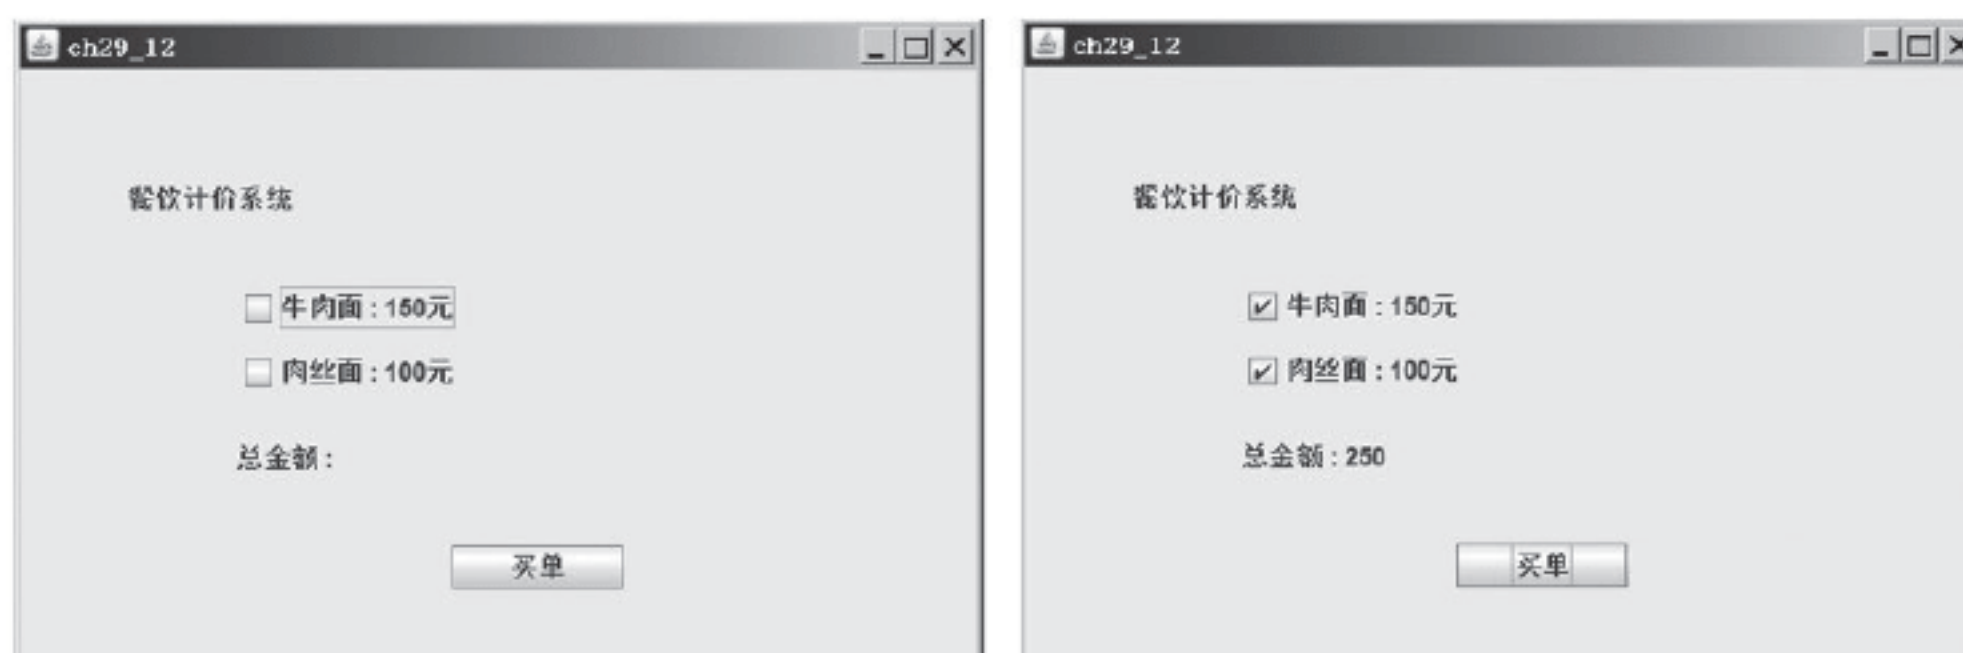 ch29_12
餐饮计价系统
牛肉面 : 150元
肉丝面 : 100元
总金额 :
买单
ch29_12
餐饮计价系统
牛肉面 : 150元
肉丝面 : 100元
总金额 : 250
买单